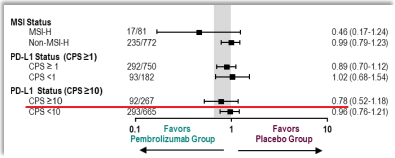 MSI Status
MSI-H 17/81 0.46 (0.17-1.24)
Non-MSI-H 235/772 0.99 (0.79-1.23)
PD-L1 Status (CPS ≥1)
CPS ≥ 1 292/750 0.89 (0.70-1.12)
CPS <1 93/182 1.02 (0.68-1.54)
PD-L1 Status (CPS ≥10)
CPS ≥10 92/267 0.78 (0.52-1.18)
CPS <10 293/665 0.96 (0.76-1.21)
0.1 1 10
Favors Favors
Pembrolizumab Group Placebo Group